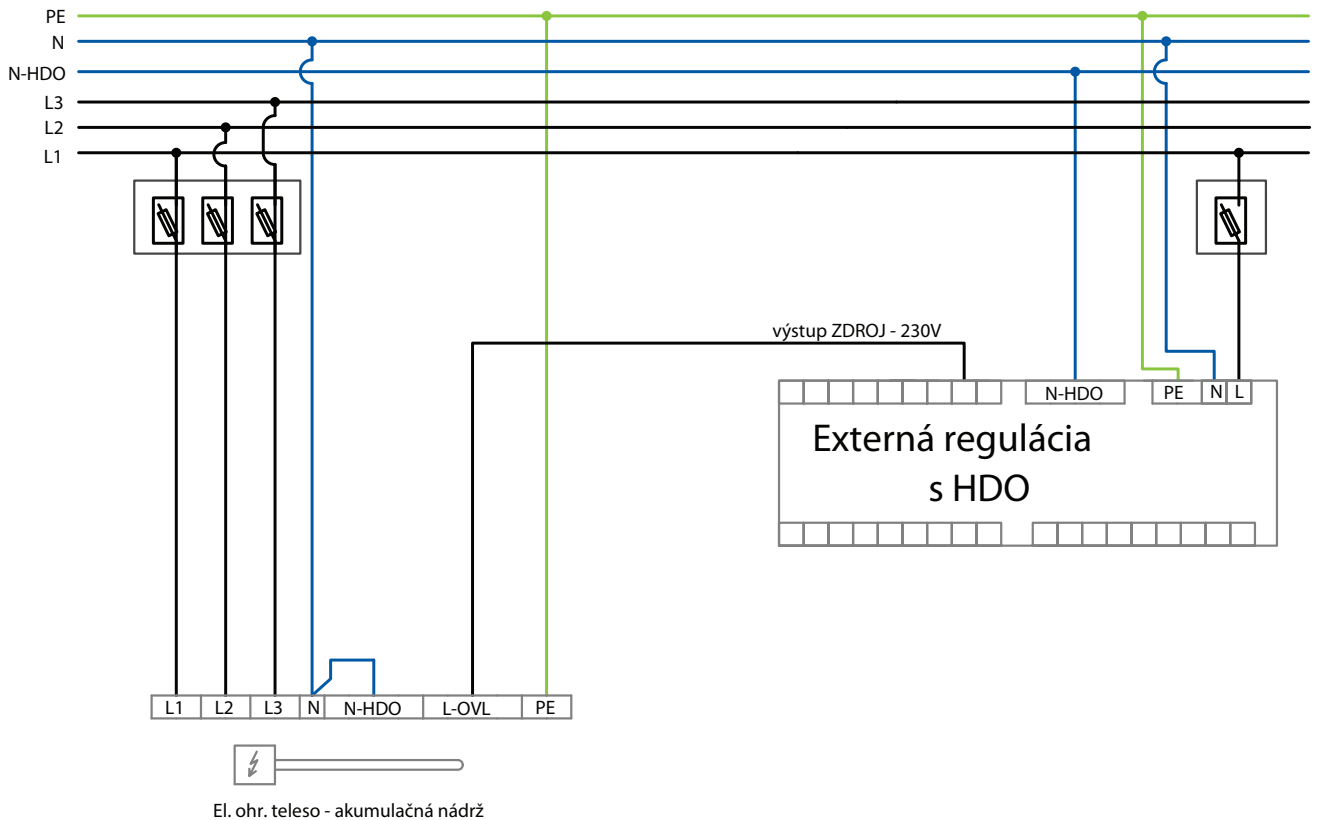 PE
N
N-HDO
L3
L2
L1
výstup ZDROJ - 230V
N-HDO
PE
N
L
Externá regulácia
s HDO
L1
L2
L3
N
N-HDO
L-OVL
PE
El. ohr. teleso - akumulačná nádrž